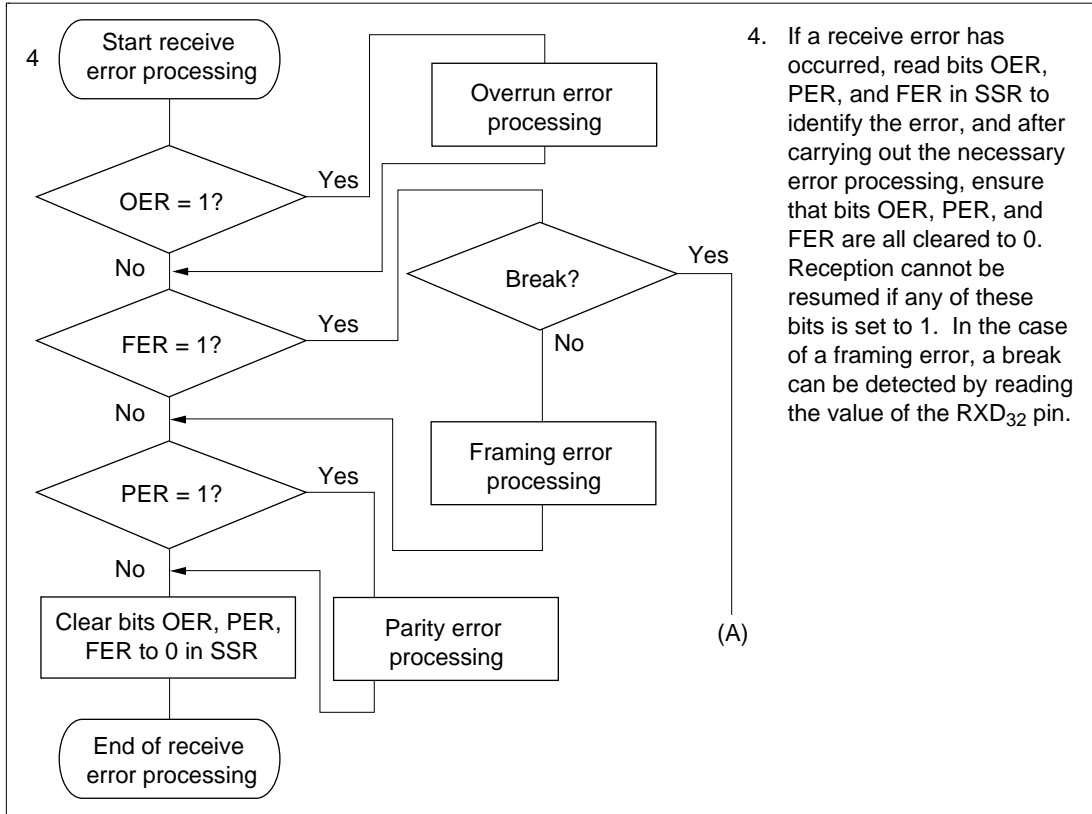 4
Start receive
error processing
Yes
Overrun error
processing
OER = 1?
No
Yes
Break?
Yes
FER = 1?
No
No
Framing error
processing
Yes
PER = 1?
No
Clear bits OER, PER,
FER to 0 in SSR
Parity error
processing
(A)
End of receive
error processing
4. If a receive error has
occurred, read bits OER,
PER, and FER in SSR to
identify the error, and after
carrying out the necessary
error processing, ensure
that bits OER, PER, and
FER are all cleared to 0.
Reception cannot be
resumed if any of these
bits is set to 1. In the case
of a framing error, a break
can be detected by reading
the value of the RXD32 pin.